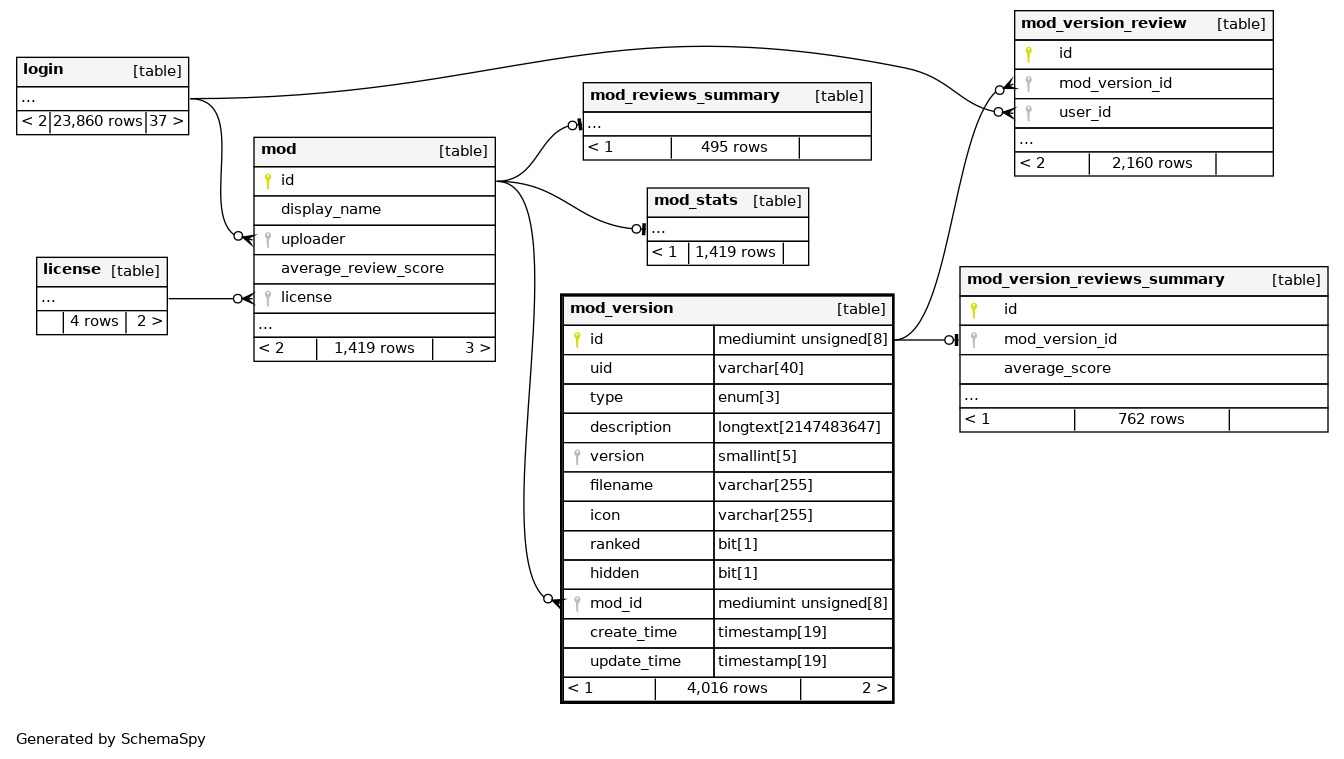 login [table]
...
< 2 23,860 rows 37 >
mod [table]
id
display_name
uploader
average_review_score
license
...
< 2 1,419 rows 3 >
license [table]
...
4 rows 2 >
mod_reviews_summary [table]
...
< 1 495 rows
mod_stats [table]
...
< 1 1,419 rows
mod_version [table]
id mediumint unsigned[8]
uid varchar[40]
type enum[3]
description longtext[2147483647]
version smallint[5]
filename varchar[255]
icon varchar[255]
ranked bit[1]
hidden bit[1]
mod_id mediumint unsigned[8]
create_time timestamp[19]
update_time timestamp[19]
< 1 4,016 rows 2 >
mod_version_review [table]
id
mod_version_id
user_id
...
< 2 2,160 rows
mod_version_reviews_summary [table]
id
mod_version_id
average_score
...
< 1 762 rows
Generated by SchemaSpy